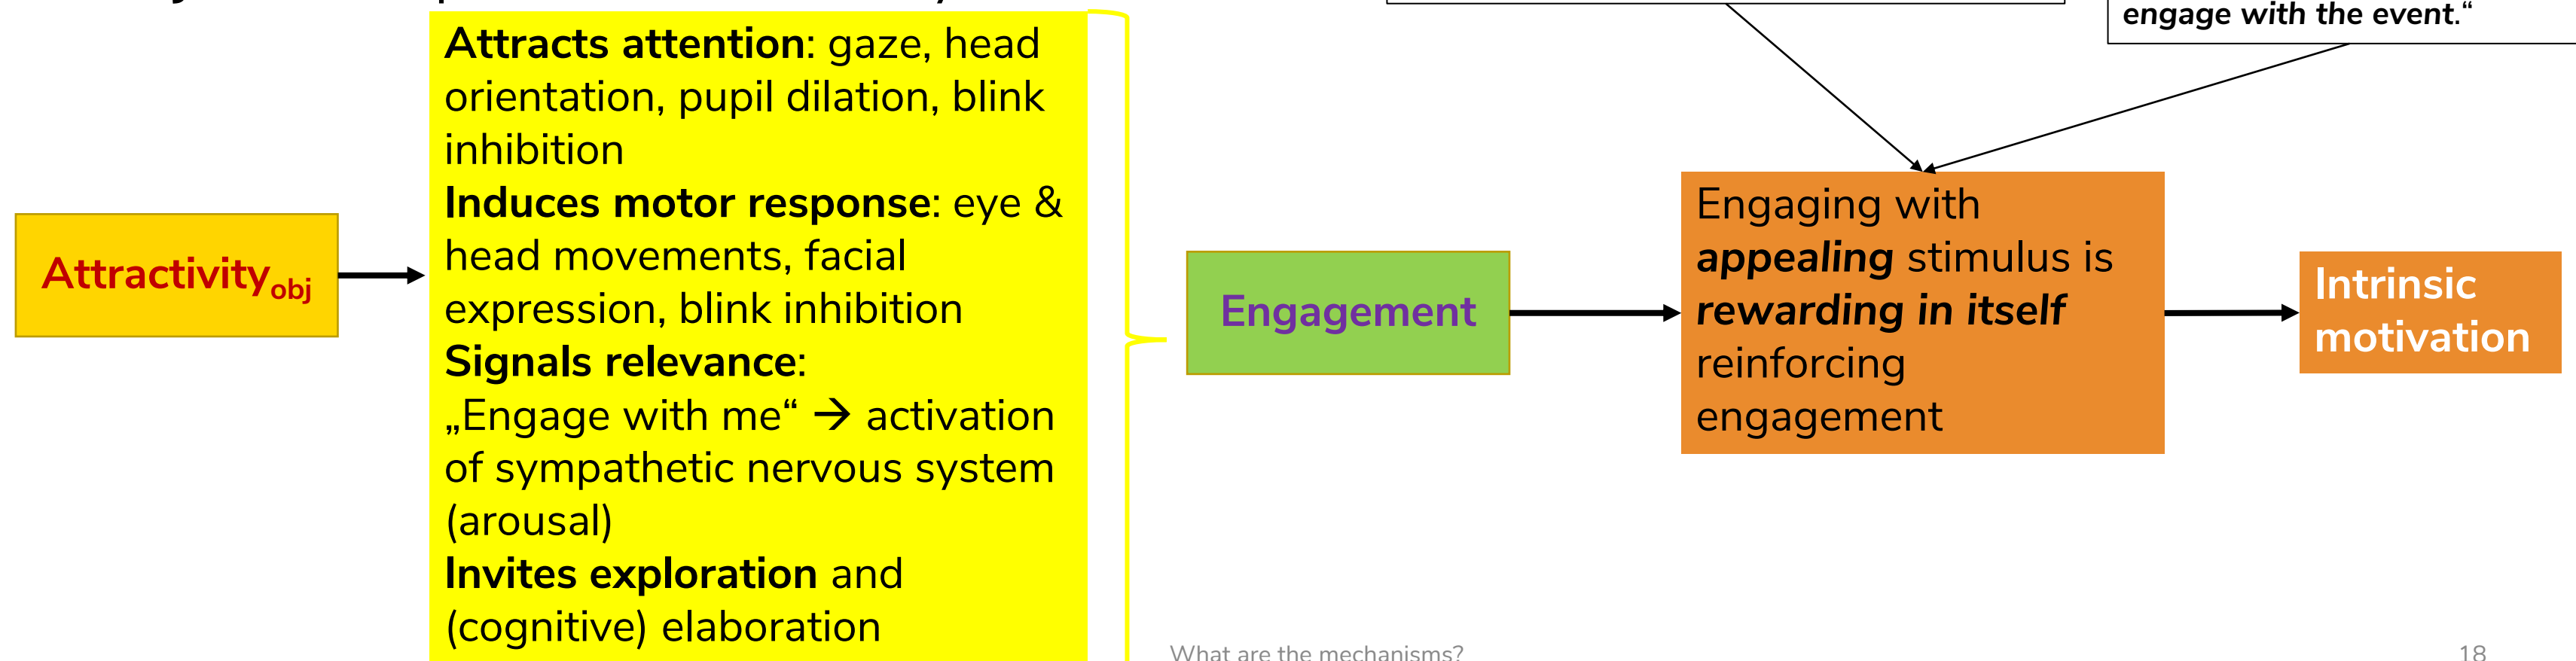 engage with the event.“
Attracts attention: gaze, head
orientation, pupil dilation, blink
inhibition
Induces motor response: eye &
head movements, facial
expression, blink inhibition
Signals relevance:
„Engage with me“ → activation
of sympathetic nervous system
(arousal)
Invites exploration and
(cognitive) elaboration
Attractivityobj
Engagement
Engaging with
appealing stimulus is
rewarding in itself
reinforcing
engagement
Intrinsic
motivation
What are the mechanisms?
18